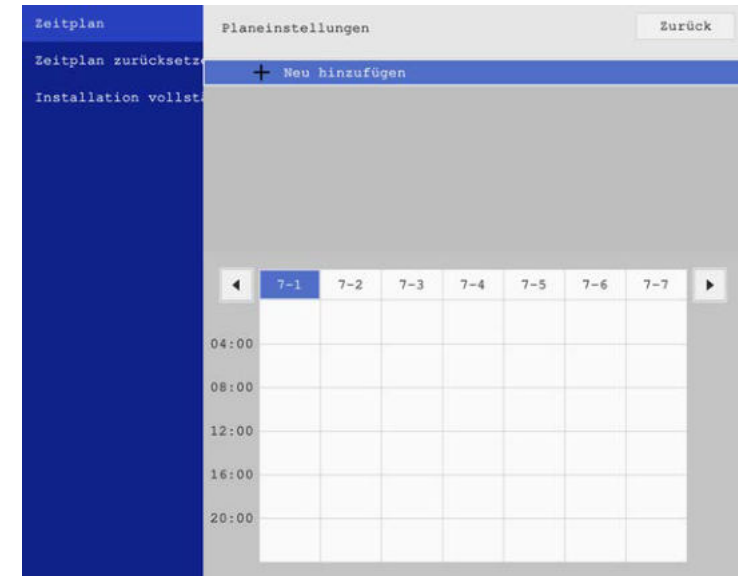 Zeitplan
Zeitplan zurücksetz
Installation vollst
Planeinstellungen
Zurück
+ Neu hinzufügen
7-1 7-2 7-3 7-4 7-5 7-6 7-7
04:00
08:00
12:00
16:00
20:00